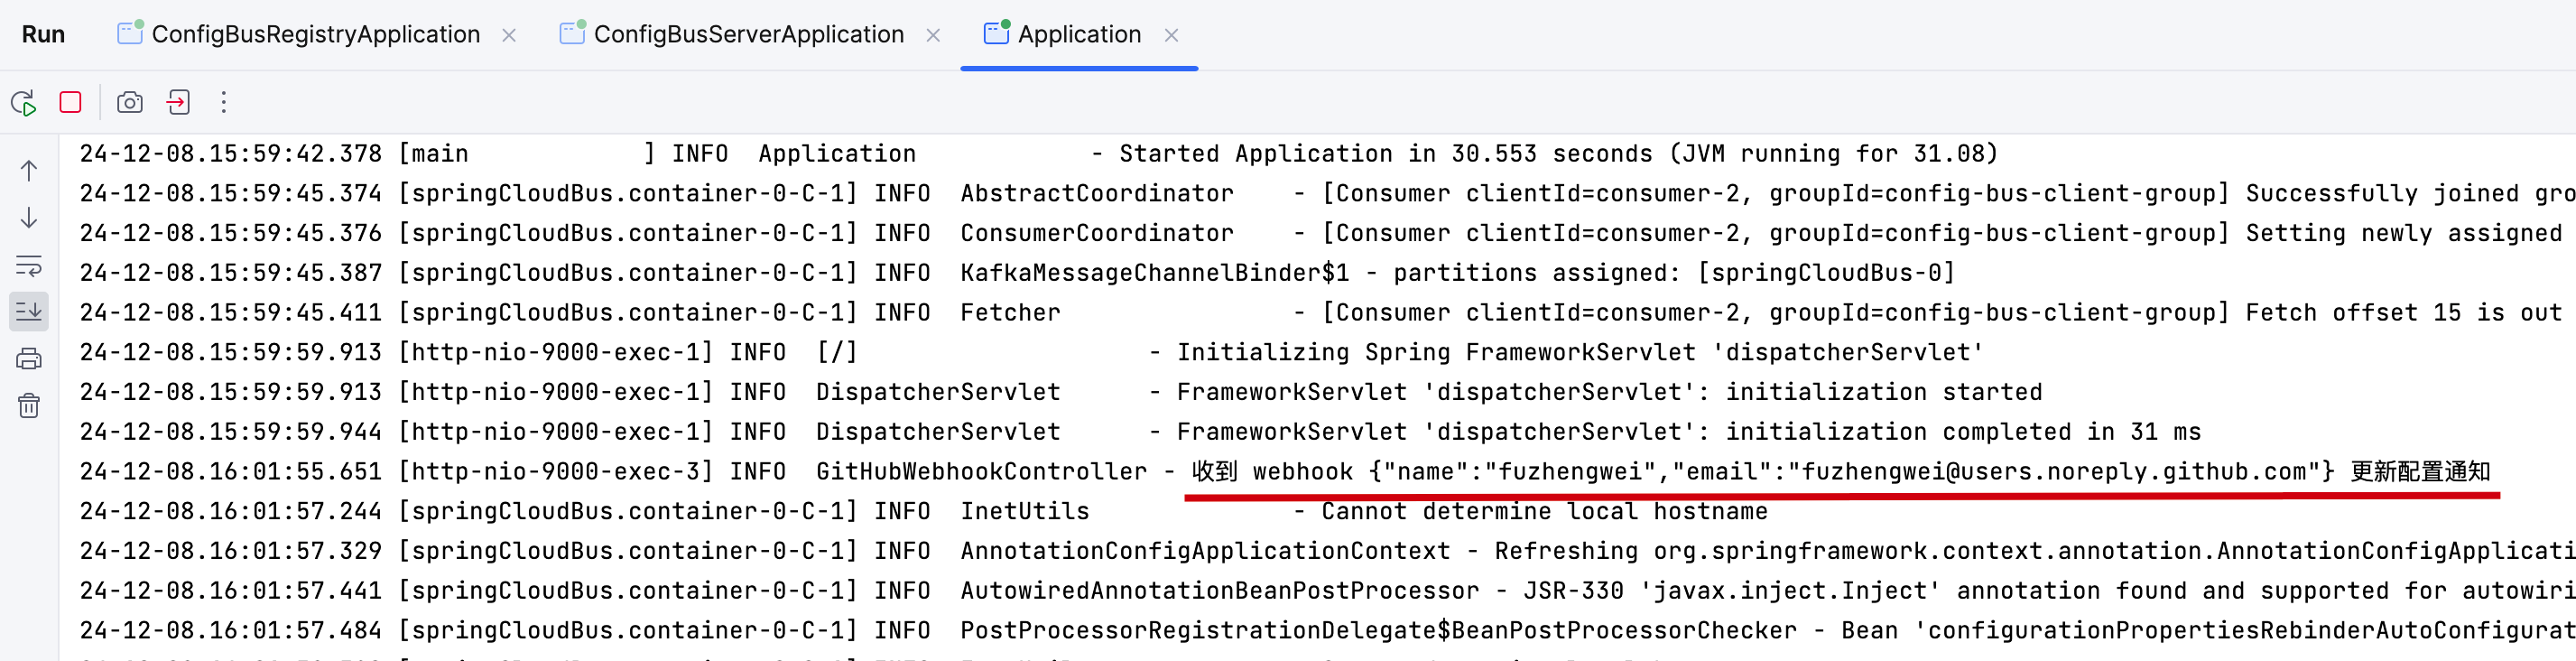 Run ConfigBusRegistryApplication ConfigBusServerApplication Application
24-12-08.15:59:42.378 [main            ] INFO  Application            - Started Application in 30.553 seconds (JVM running for 31.08)
24-12-08.15:59:45.374 [springCloudBus.container-0-C-1] INFO  AbstractCoordinator    - [Consumer clientId=consumer-2, groupId=config-bus-client-group] Successfully joined gro
24-12-08.15:59:45.376 [springCloudBus.container-0-C-1] INFO  ConsumerCoordinator    - [Consumer clientId=consumer-2, groupId=config-bus-client-group] Setting newly assigned
24-12-08.15:59:45.387 [springCloudBus.container-0-C-1] INFO  KafkaMessageChannelBinder$1 - partitions assigned: [springCloudBus-0]
24-12-08.15:59:45.411 [springCloudBus.container-0-C-1] INFO  Fetcher                - [Consumer clientId=consumer-2, groupId=config-bus-client-group] Fetch offset 15 is out
24-12-08.15:59:59.913 [http-nio-9000-exec-1] INFO  [/]                    - Initializing Spring FrameworkServlet 'dispatcherServlet'
24-12-08.15:59:59.913 [http-nio-9000-exec-1] INFO  DispatcherServlet      - FrameworkServlet 'dispatcherServlet': initialization started
24-12-08.15:59:59.944 [http-nio-9000-exec-1] INFO  DispatcherServlet      - FrameworkServlet 'dispatcherServlet': initialization completed in 31 ms
24-12-08.16:01:55.651 [http-nio-9000-exec-3] INFO  GitHubWebhookController - 收到 webhook {"name":"fuzhengwei","email":"fuzhengwei@users.noreply.github.com"} 更新配置通知
24-12-08.16:01:57.244 [springCloudBus.container-0-C-1] INFO  InetUtils              - Cannot determine local hostname
24-12-08.16:01:57.329 [springCloudBus.container-0-C-1] INFO  AnnotationConfigApplicationContext - Refreshing org.springframework.context.annotation.AnnotationConfigApplicati
24-12-08.16:01:57.441 [springCloudBus.container-0-C-1] INFO  AutowiredAnnotationBeanPostProcessor - JSR-330 'javax.inject.Inject' annotation found and supported for autowiri
24-12-08.16:01:57.484 [springCloudBus.container-0-C-1] INFO  PostProcessorRegistrationDelegate$BeanPostProcessorChecker - Bean 'configurationPropertiesRebinderAutoConfigurat